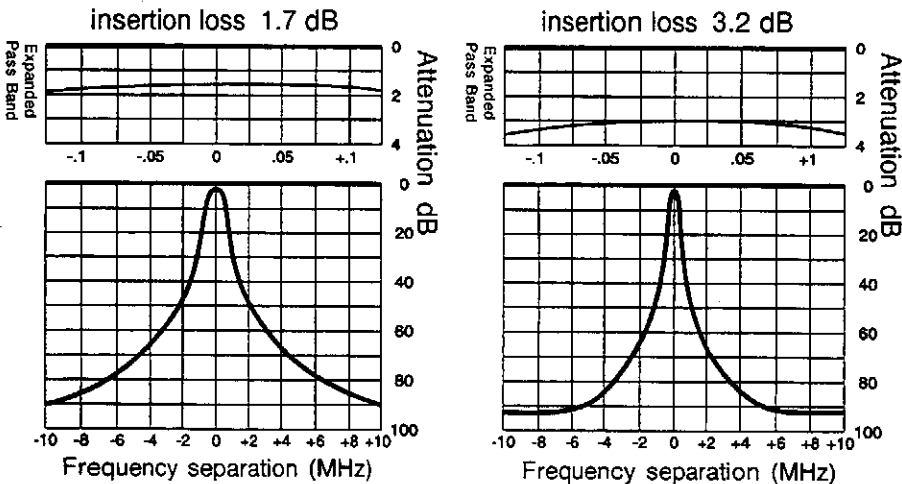 insertion loss 1.7 dB
Expanded
Pass Band
0
2
4
Attenuation dB
-.1 -.05 0 .05 +.1
0
20
40
60
80
100
-10 -8 -6 -4 -2 0 +2 +4 +6 +8 +10
Frequency separation (MHz)
insertion loss 3.2 dB
Expanded
Pass Band
0
2
4
Attenuation dB
-.1 -.05 0 .05 +1
0
20
40
60
80
100
-10 -8 -6 -4 -2 0 +2 +4 +6 +8 +10
Frequency separation (MHz)